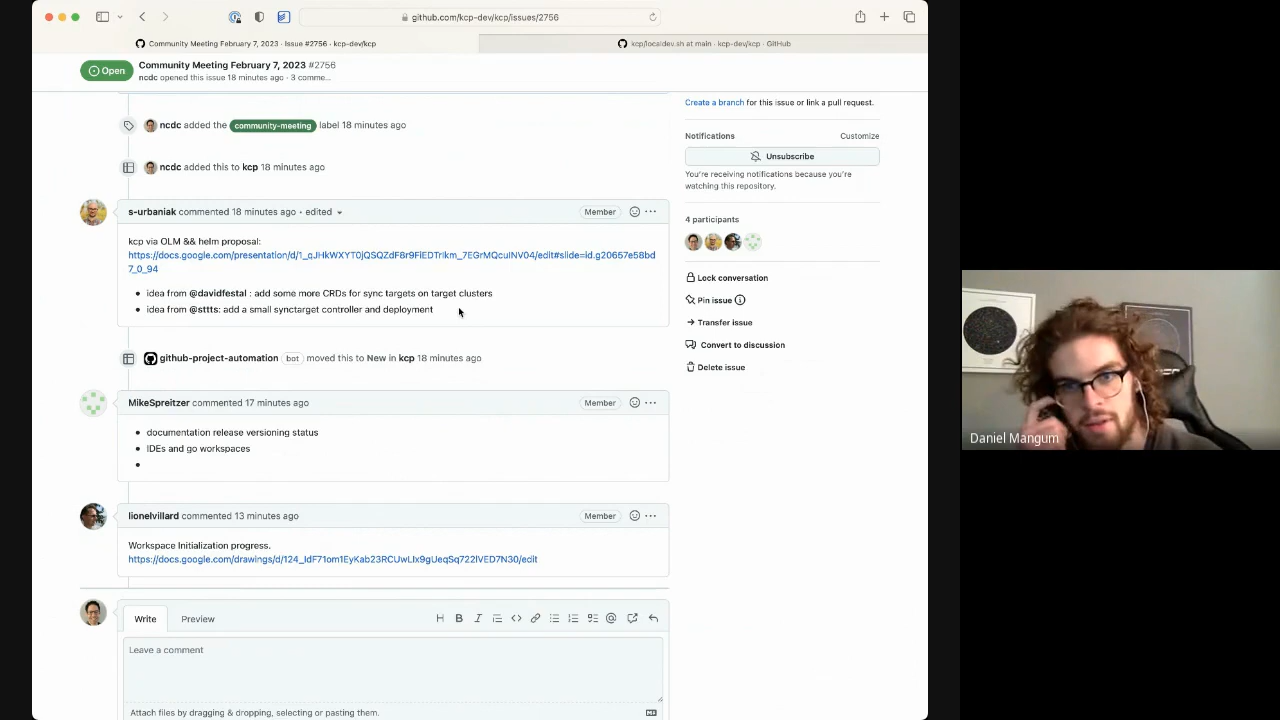 github.com/kcp-dev/kcp/issues/2756
Community Meeting February 7, 2023 · Issue #2756 · kcp-dev/kcp
kcp/localdev.sh at main · kcp-dev/kcp · GitHub
Open
Community Meeting February 7, 2023 #2756
ncdc opened this issue 18 minutes ago · 3 comme...
ncdc added the community-meeting label 18 minutes ago
ncdc added this to kcp 18 minutes ago
s-urbaniak commented 18 minutes ago • edited
Member
kcp via OLM && helm proposal:
idea from @davidfestal : add some more CRDs for sync targets on target clusters
idea from @sttts: add a small synctarget controller and deployment
github-project-automation bot moved this to New in kcp 18 minutes ago
MikeSpreitzer commented 17 minutes ago
Member
documentation release versioning status
IDEs and go workspaces
lionelvillard commented 13 minutes ago
Member
Workspace Initialization progress.
Write
Preview
Leave a comment
Attach files by dragging & dropping, selecting or pasting them.
Create a branch for this issue or link a pull request.
Notifications
Customize
Unsubscribe
You're receiving notifications because you're
watching this repository.
4 participants
Lock conversation
Pin issue
Transfer issue
Convert to discussion
Delete issue
Daniel Mangum